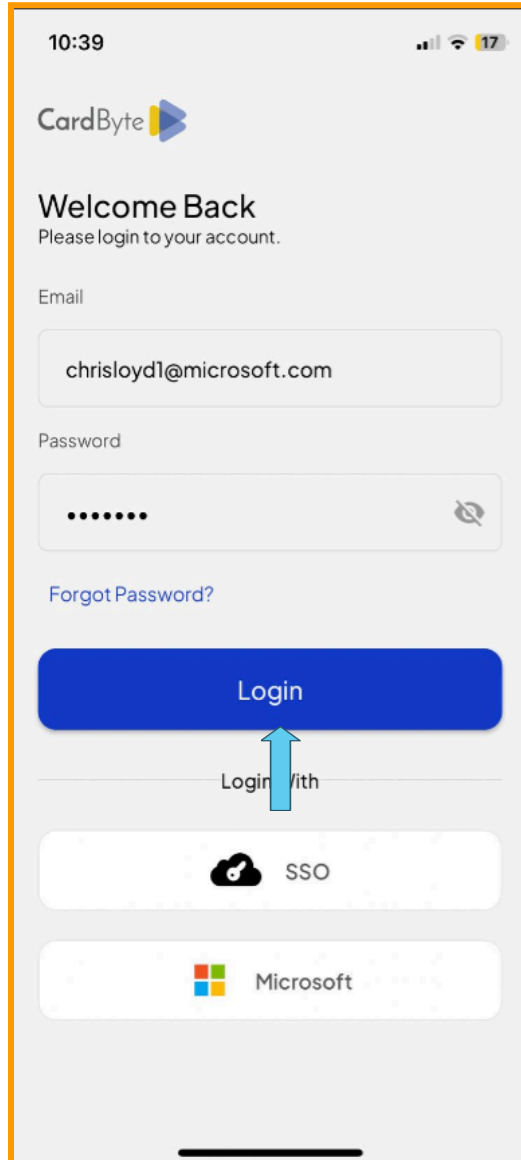 10:39
17
CardByte
Welcome Back
Please login to your account.
Email
chrisloyd1@microsoft.com
Password
Forgot Password?
Login
Login With
SSO
Microsoft